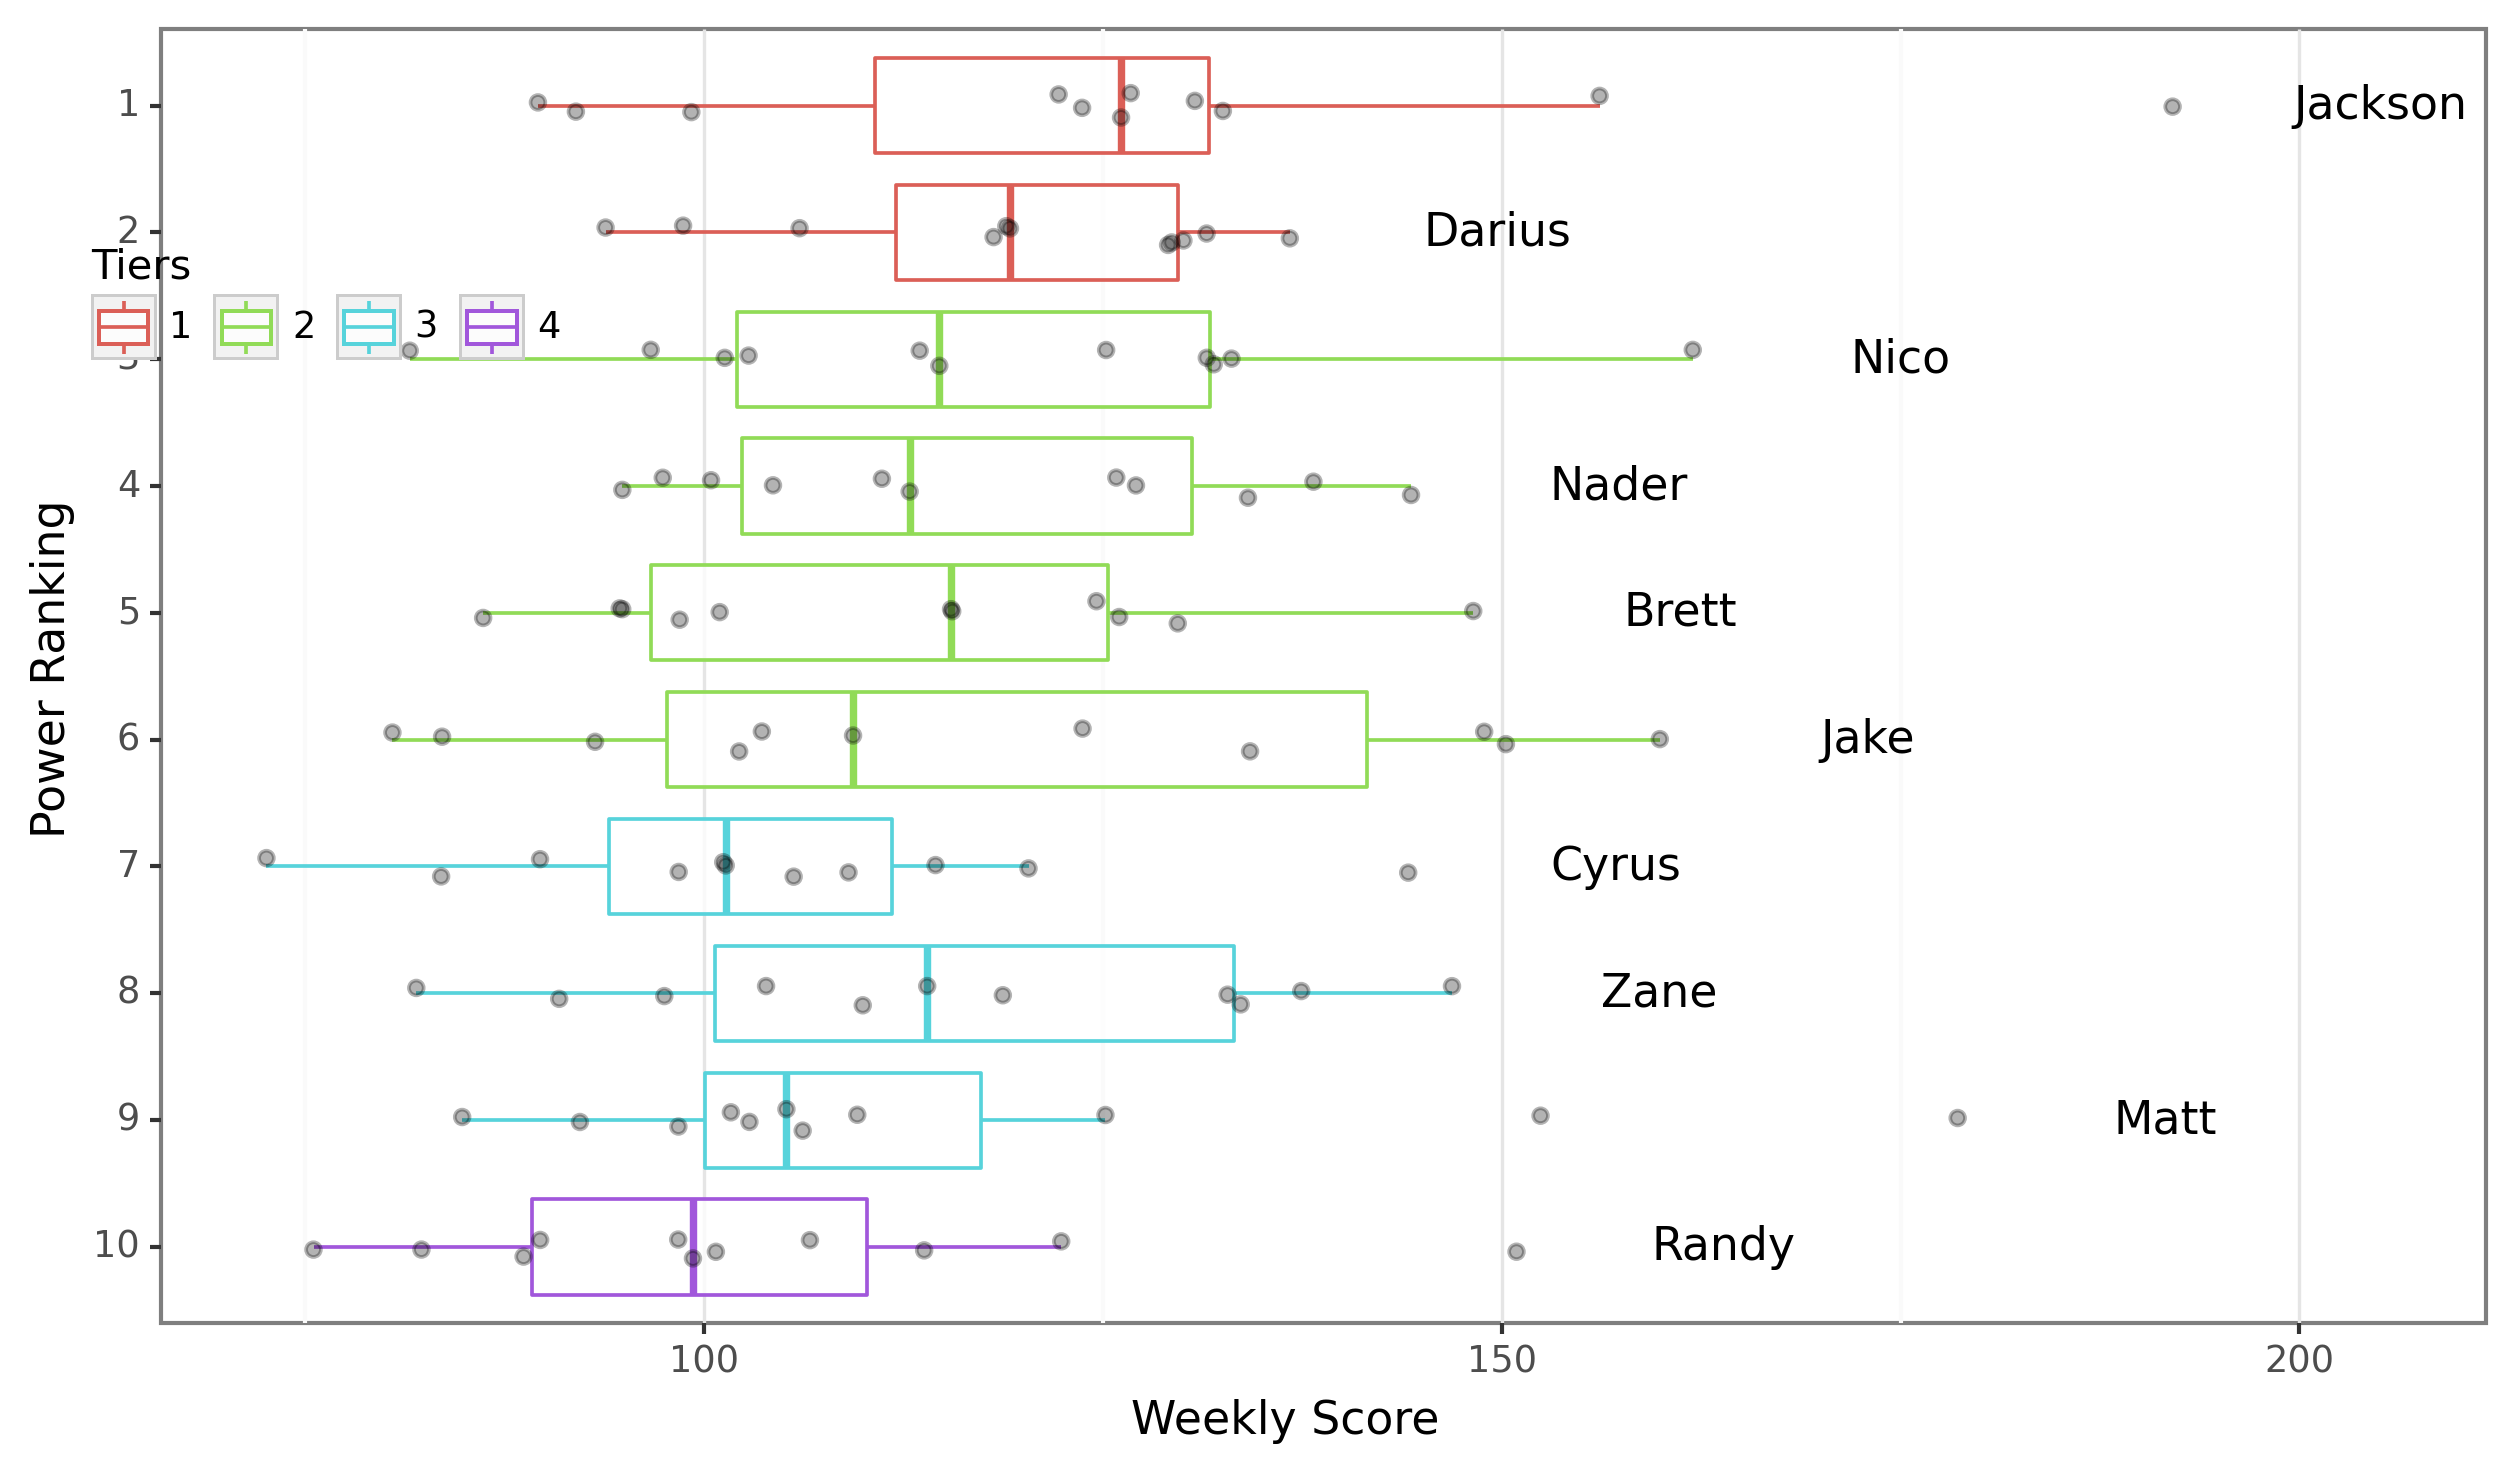 1
Jackson
2
Darius
Tiers
1
2
3
4
Nico
4
Nader
5
Brett
6
Jake
7
Cyrus
8
Zane
9
Matt
10
Randy
Power Ranking
100
150
200
Weekly Score